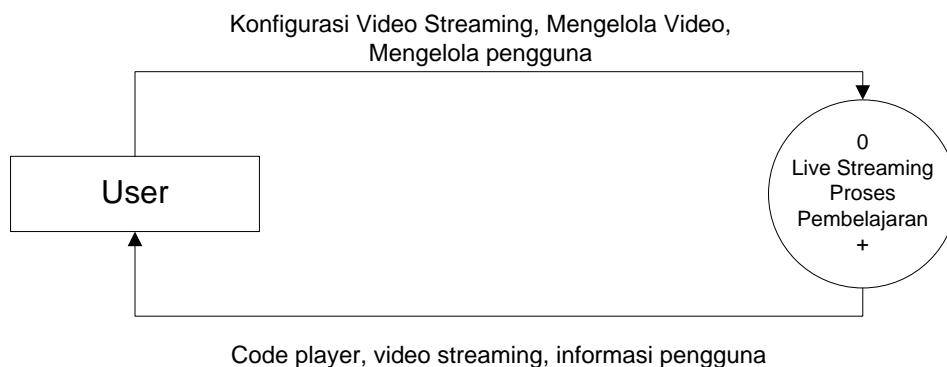 Konfigurasi Video Streaming, Mengelola Video,
Mengelola pengguna
User
0
Live Streaming
Proses
Pembelajaran
+
Code player, video streaming, informasi pengguna